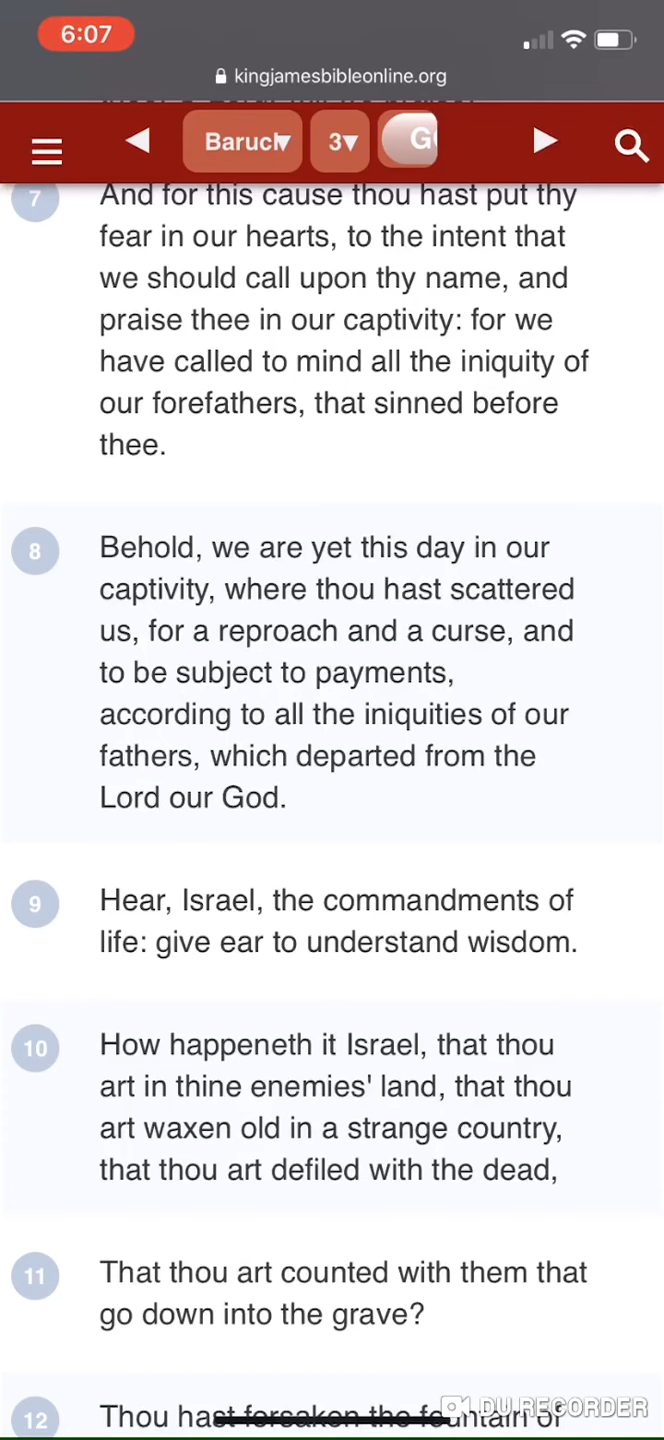 6:07
kingjamesbibleonline.org
Baruch 3 G
7 And for this cause thou hast put thy
fear in our hearts, to the intent that
we should call upon thy name, and
praise thee in our captivity: for we
have called to mind all the iniquity of
our forefathers, that sinned before
thee.
8 Behold, we are yet this day in our
captivity, where thou hast scattered
us, for a reproach and a curse, and
to be subject to payments,
according to all the iniquities of our
fathers, which departed from the
Lord our God.
9 Hear, Israel, the commandments of
life: give ear to understand wisdom.
10 How happeneth it Israel, that thou
art in thine enemies' land, that thou
art waxen old in a strange country,
that thou art defiled with the dead,
11 That thou art counted with them that
go down into the grave?
12 Thou hast forsaken the fountain of
DU RECORDER